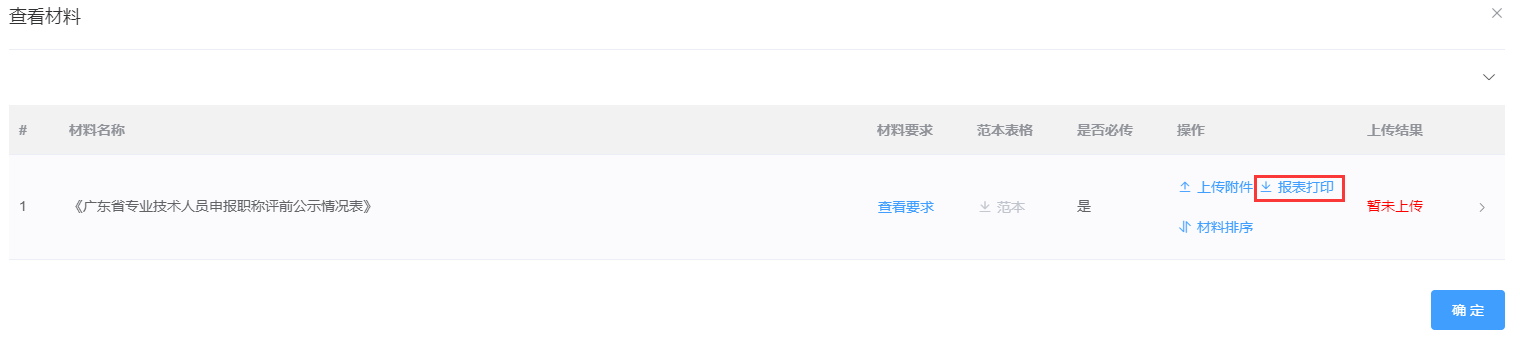 查看材料
# 材料名称 材料要求 范本表格 是否必传 操作 上传结果
上传附件 报表打印
1 《广东省专业技术人员申报职称评前公示情况表》 查看要求 范本 是 暂未上传
材料排序
确 定